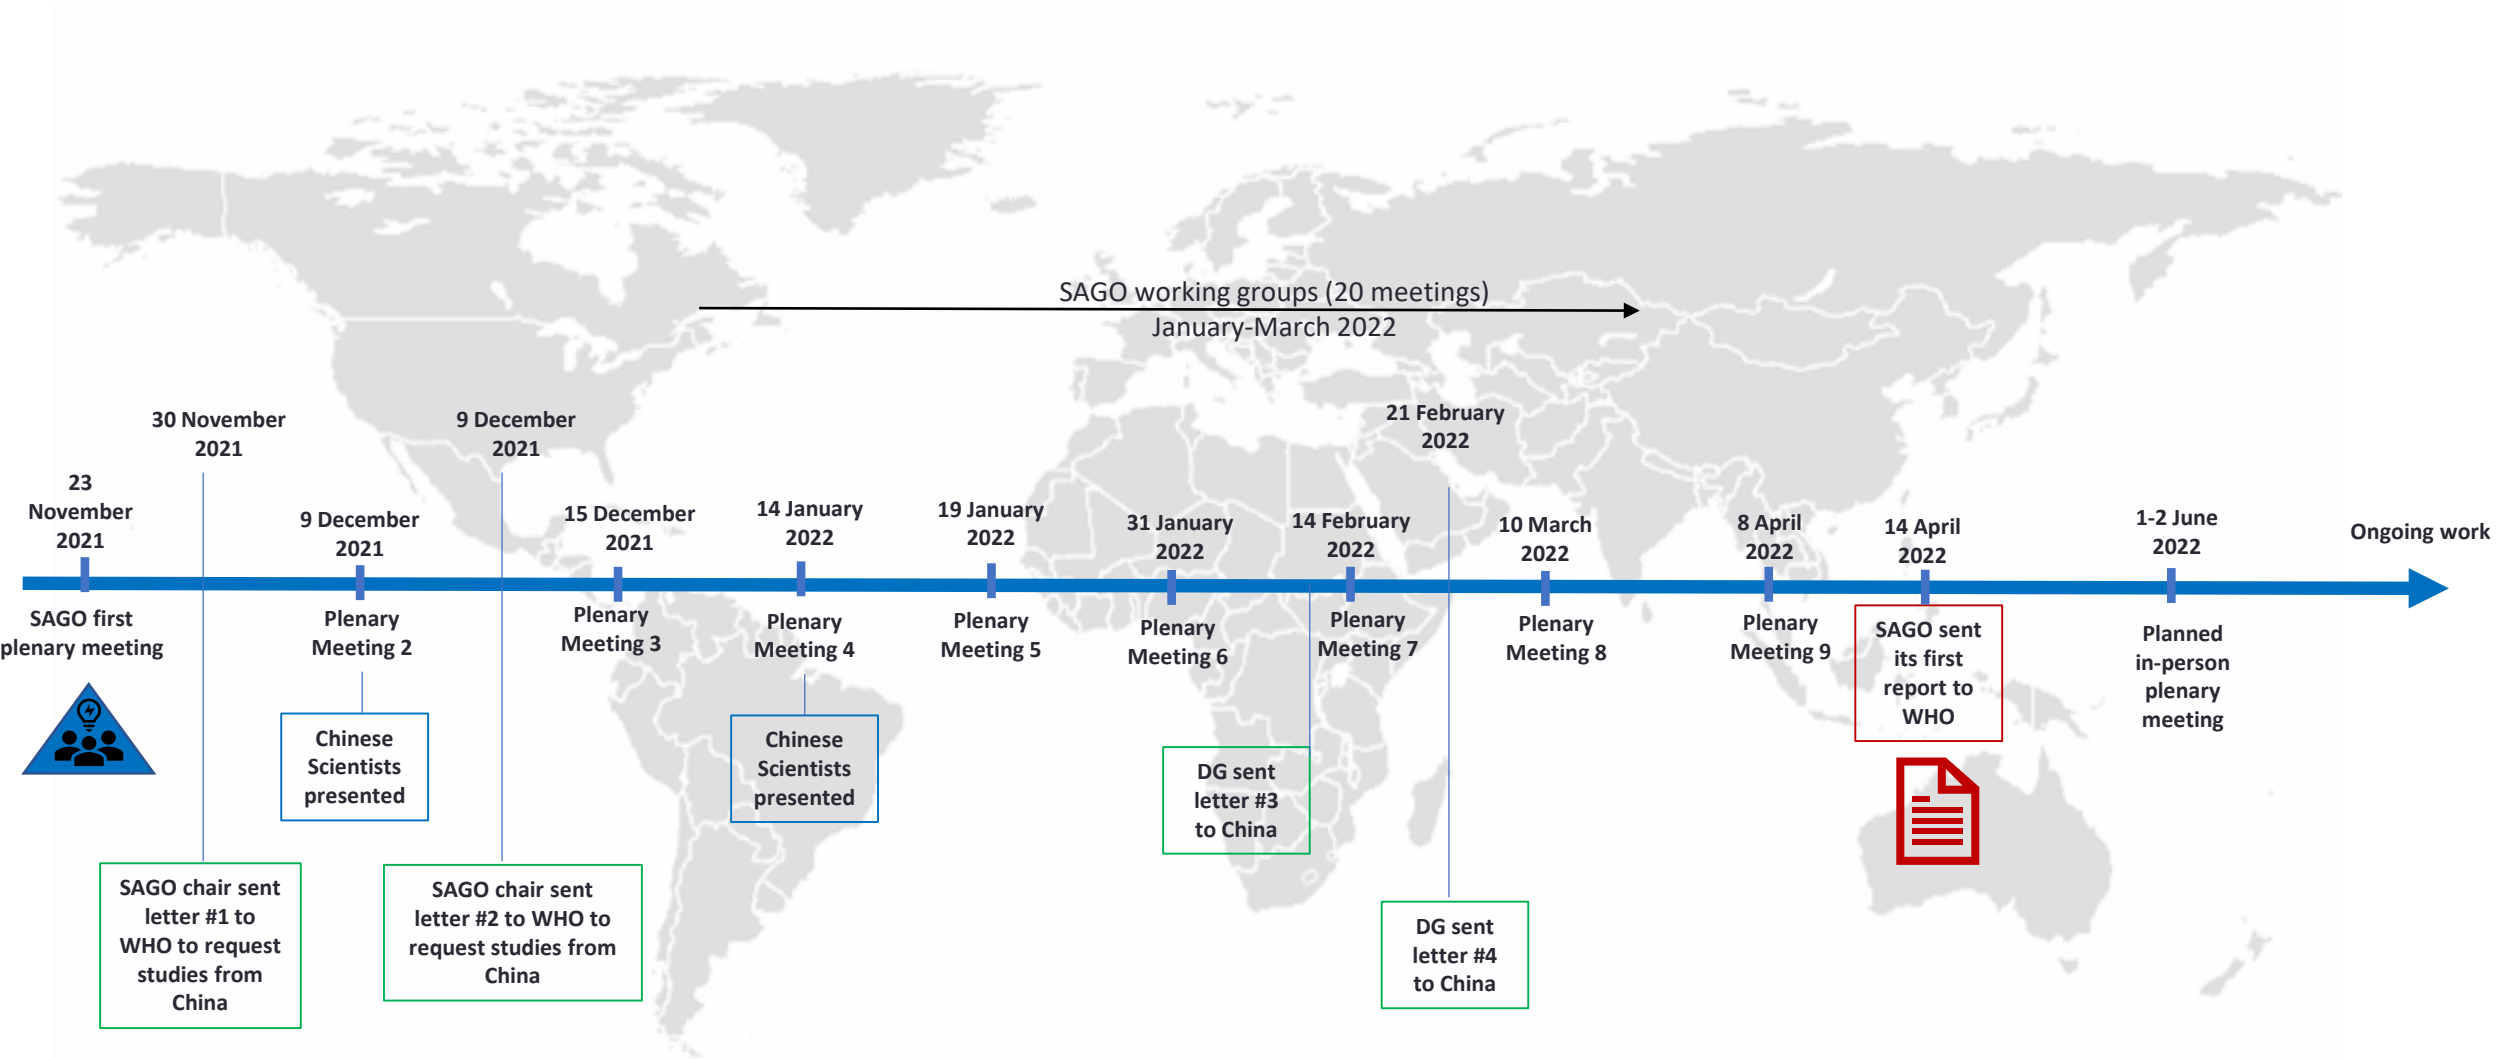 SAGO working groups (20 meetings)
January-March 2022
30 November
2021
9 December
2021
21 February
2022
23
November
2021
9 December
2021
15 December
2021
14 January
2022
19 January
2022
31 January
2022
14 February
2022
10 March
2022
8 April
2022
14 April
2022
1-2 June
2022
Ongoing work
SAGO first
plenary meeting
Plenary
Meeting 2
Plenary
Meeting 3
Plenary
Meeting 4
Plenary
Meeting 5
Plenary
Meeting 6
Plenary
Meeting 7
Plenary
Meeting 8
Plenary
Meeting 9
SAGO sent
its first
report to
WHO
Planned
in-person
plenary
meeting
Chinese
Scientists
presented
Chinese
Scientists
presented
DG sent
letter #3
to China
SAGO chair sent
letter #1 to
WHO to request
studies from
China
SAGO chair sent
letter #2 to WHO to
request studies from
China
DG sent
letter #4
to China